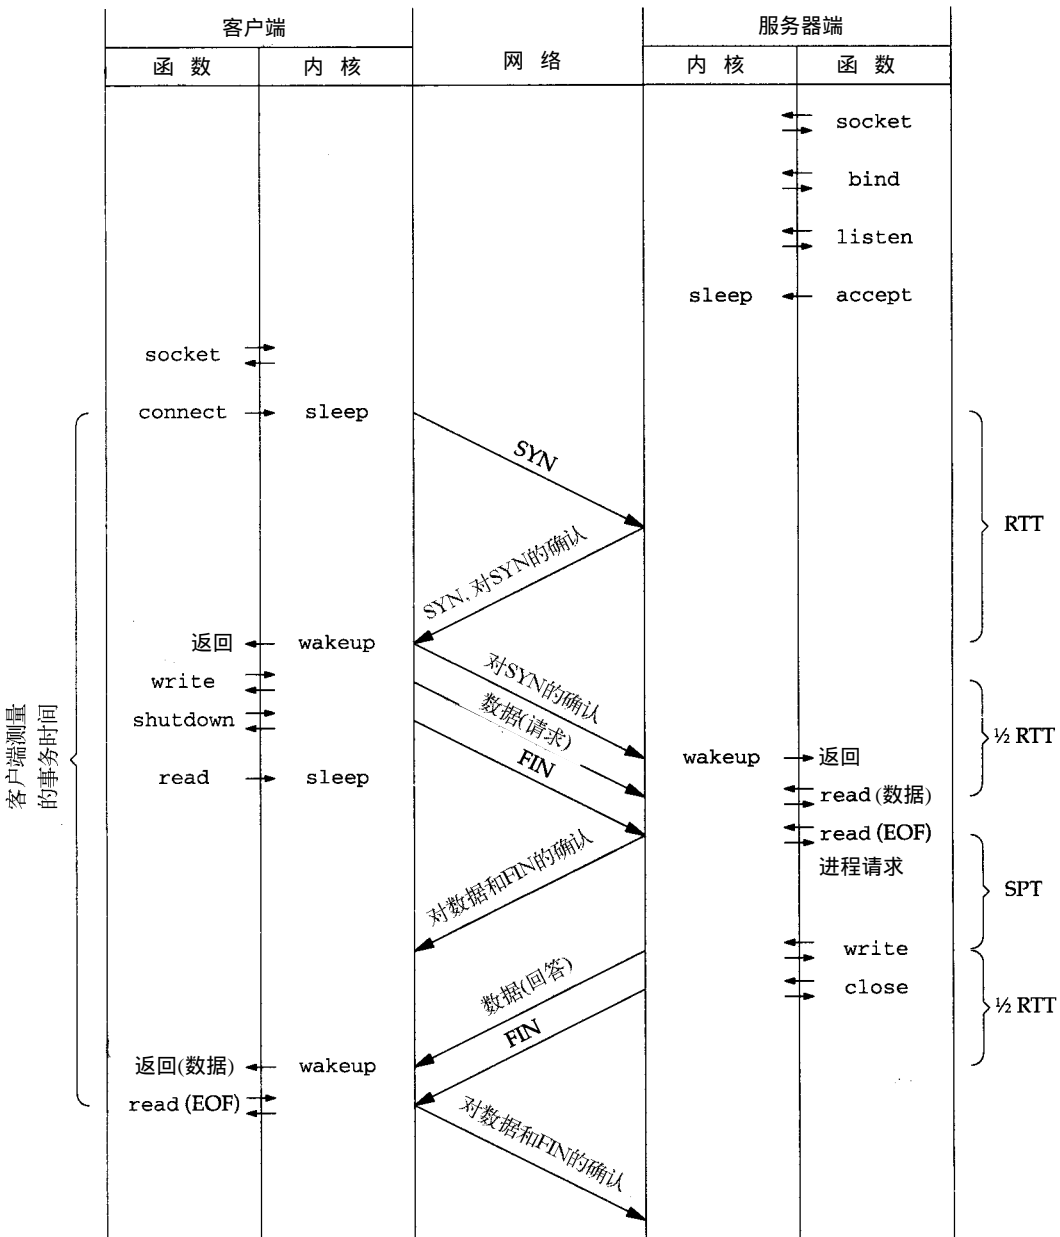 客户端
服务器端
函 数
内 核
网 络
内 核
函 数
socket
bind
listen
sleep
accept
socket
connect
sleep
SYN
RTT
SYN, 对SYN的确认
返回
wakeup
对SYN的确认
write
数据(请求)
shutdown
FIN
½ RTT
客户端测量
的事务时间
wakeup
返回
read
sleep
read(数据)
read(EOF)
对数据和FIN的确认
进程请求
SPT
write
数据(回答)
close
½ RTT
FIN
返回(数据)
wakeup
read(EOF)
对数据和FIN的确认